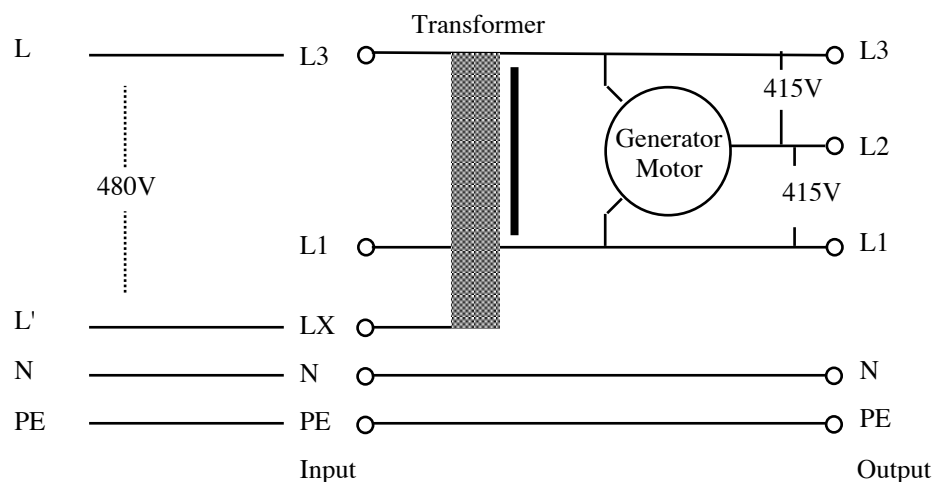 Transformer
L
L3
L3
415V
Generator
Motor
L2
480V
415V
L1
L1
L'
LX
N
N
N
PE
PE
PE
Input
Output